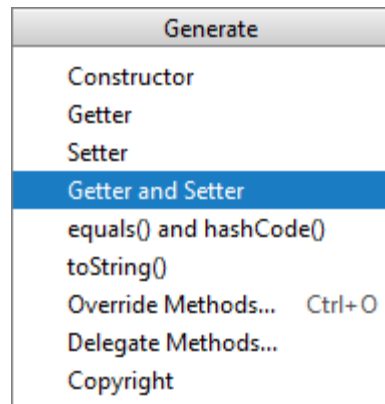 Generate
Constructor
Getter
Setter
Getter and Setter
equals() and hashCode()
toString()
Override Methods... Ctrl+O
Delegate Methods...
Copyright